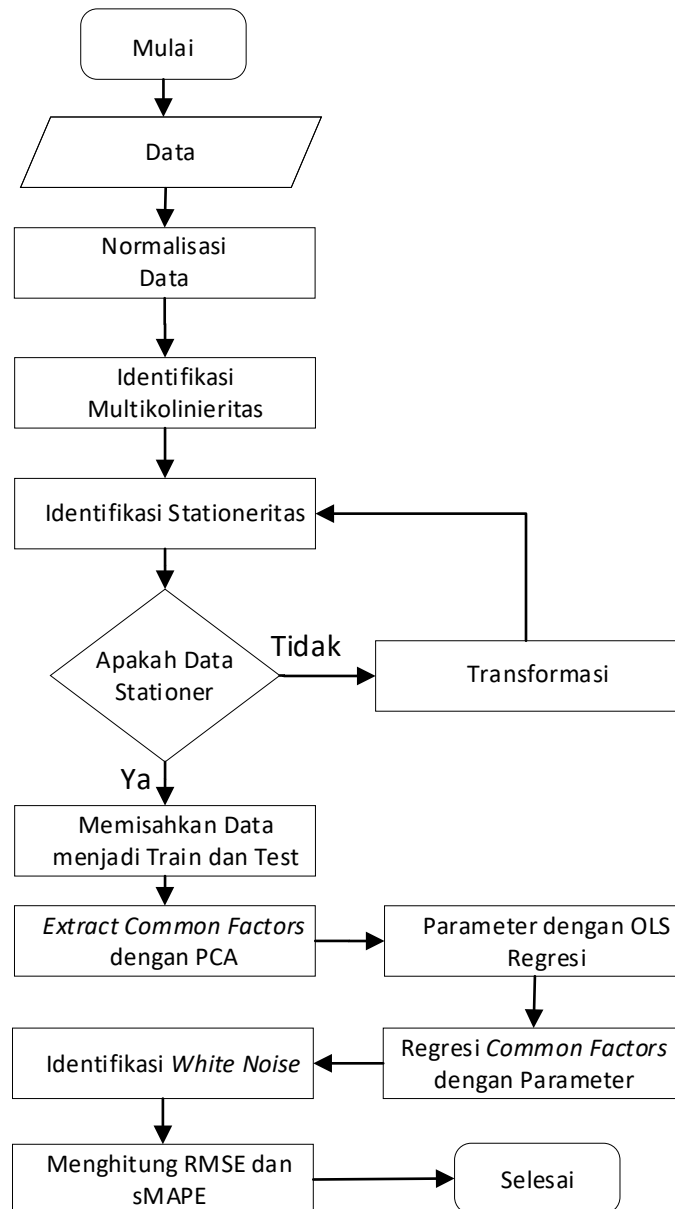 Mulai
Data
Normalisasi
Data
Identifikasi
Multikolinieritas
Identifikasi Stationeritas
Apakah Data
Stationer
Tidak
Transformasi
Ya
Memisahkan Data
menjadi Train dan Test
Extract Common Factors
dengan PCA
Parameter dengan OLS
Regresi
Regresi Common Factors
dengan Parameter
Identifikasi White Noise
Menghitung RMSE dan
sMAPE
Selesai